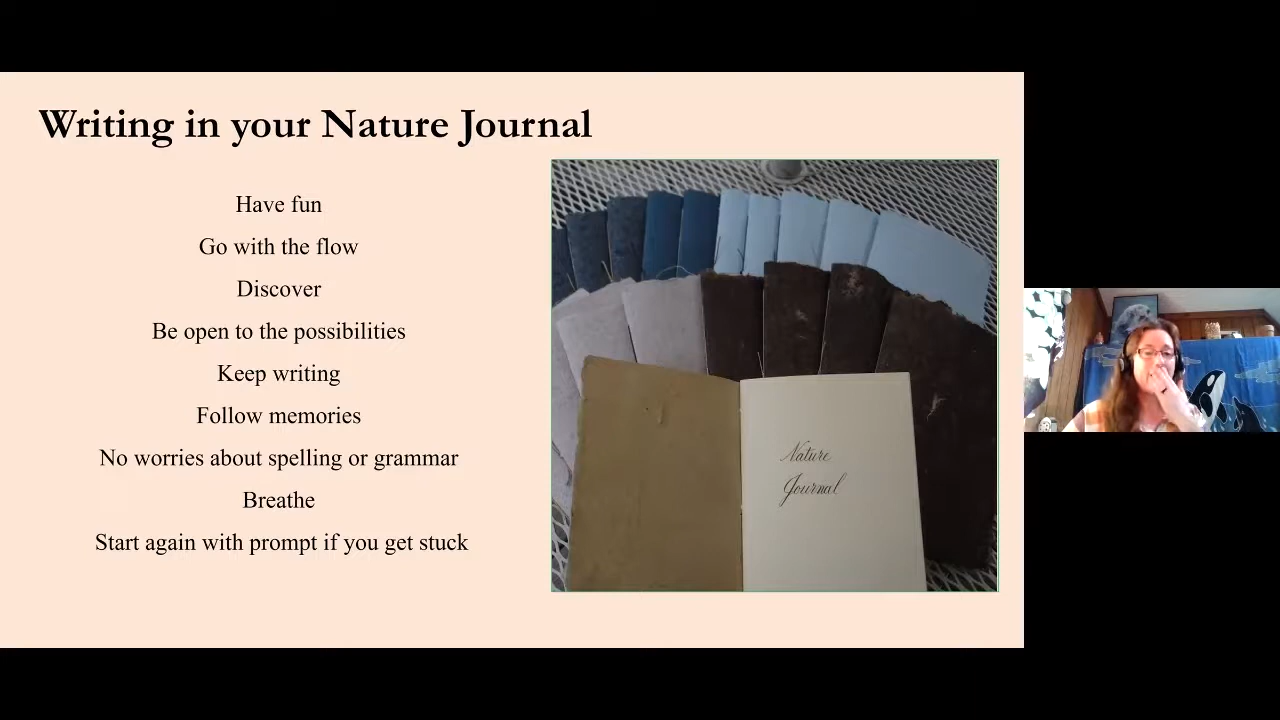 Writing in your Nature Journal
Have fun
Go with the flow
Discover
Be open to the possibilities
Keep writing
Follow memories
No worries about spelling or grammar
Breathe
Start again with prompt if you get stuck
Nature
Journal